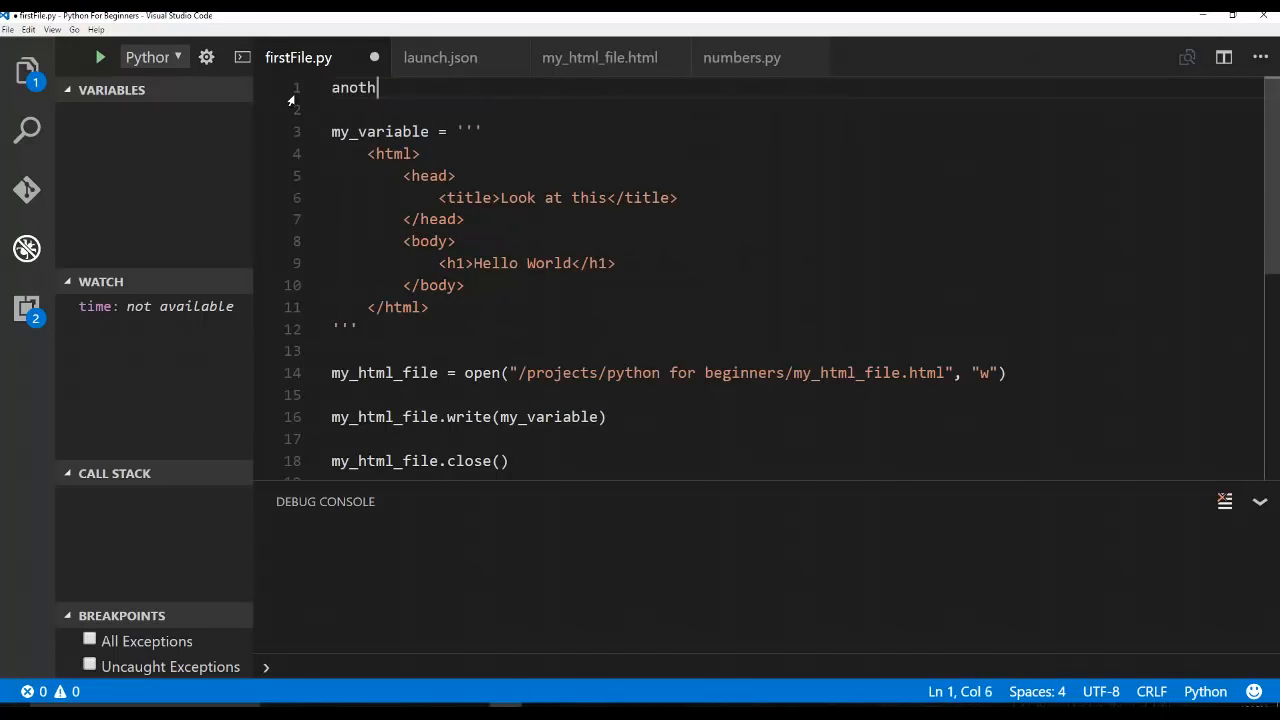 ● firstFile.py - Python For Beginners - Visual Studio Code
File Edit View Go Help
Python firstFile.py launch.json my_html_file.html numbers.py
1
VARIABLES
WATCH
time: not available
2
CALL STACK
BREAKPOINTS
All Exceptions
Uncaught Exceptions
1 anoth
2
3 my_variable = '''
4 <html>
5 <head>
6 <title>Look at this</title>
7 </head>
8 <body>
9 <h1>Hello World</h1>
10 </body>
11 </html>
12 '''
13
14 my_html_file = open("/projects/python for beginners/my_html_file.html", "w")
15
16 my_html_file.write(my_variable)
17
18 my_html_file.close()
DEBUG CONSOLE
0 0 Ln 1, Col 6 Spaces: 4 UTF-8 CRLF Python